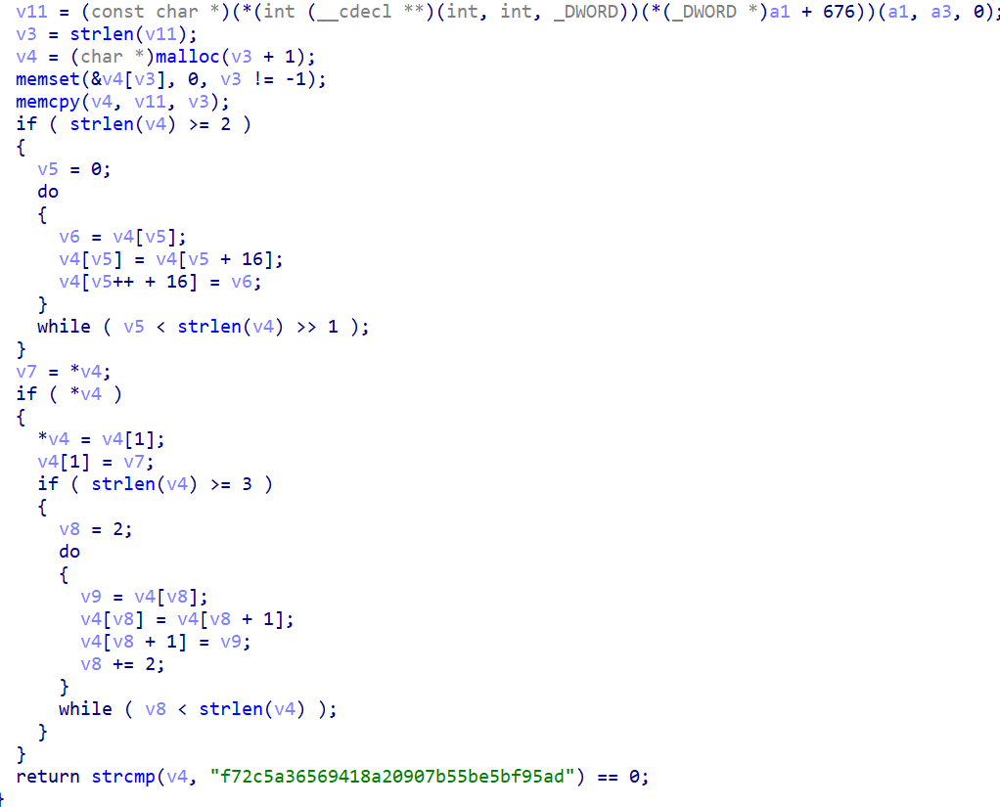 v11 = (const char *)(*(int (__cdecl **)(int, int, _DWORD))(*(_DWORD *)a1 + 676))(a1, a3, 0);
v3 = strlen(v11);
v4 = (char *)malloc(v3 + 1);
memset(&v4[v3], 0, v3 != -1);
memcpy(v4, v11, v3);
if ( strlen(v4) >= 2 )
{
v5 = 0;
do
{
v6 = v4[v5];
v4[v5] = v4[v5 + 16];
v4[v5++ + 16] = v6;
}
while ( v5 < strlen(v4) >> 1 );
}
v7 = *v4;
if ( *v4 )
{
*v4 = v4[1];
v4[1] = v7;
if ( strlen(v4) >= 3 )
{
v8 = 2;
do
{
v9 = v4[v8];
v4[v8] = v4[v8 + 1];
v4[v8 + 1] = v9;
v8 += 2;
}
while ( v8 < strlen(v4) );
}
}
return strcmp(v4, "f72c5a36569418a20907b55be5bf95ad") == 0;
}